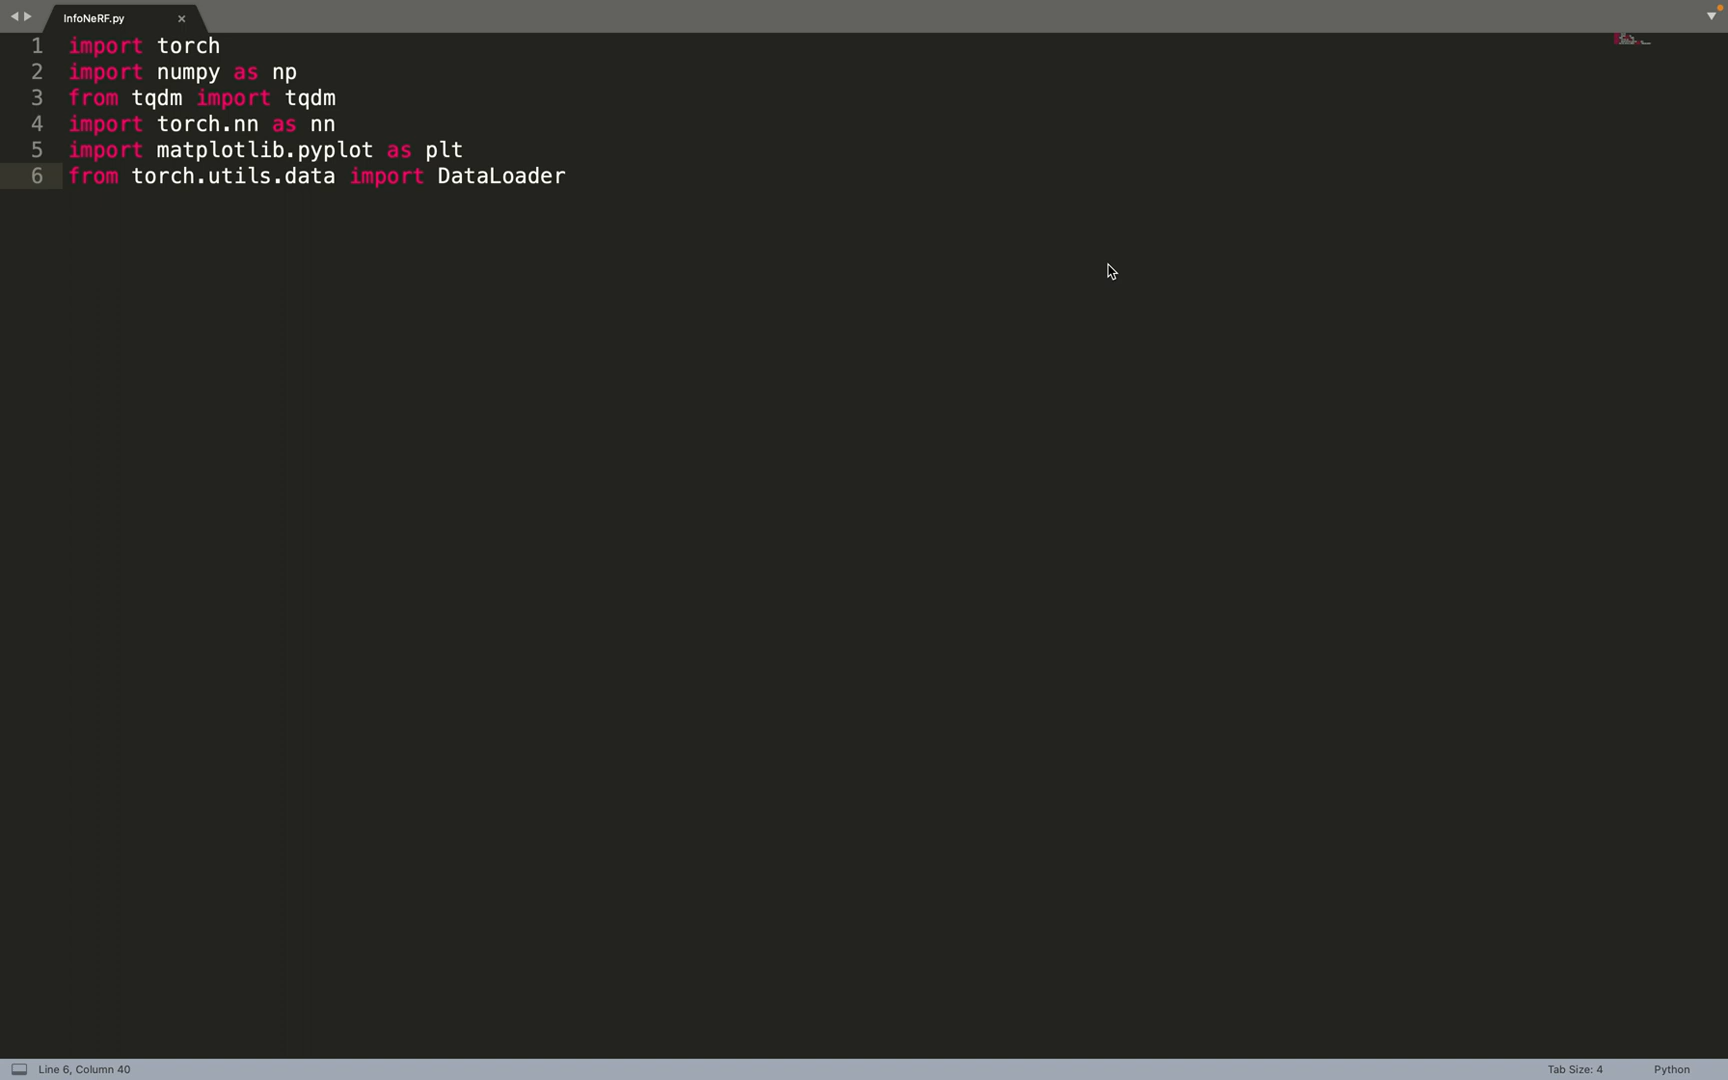 InfoNeRF.py
1 import torch
2 import numpy as np
3 from tqdm import tqdm
4 import torch.nn as nn
5 import matplotlib.pyplot as plt
6 from torch.utils.data import DataLoader
Line 6, Column 40
Tab Size: 4
Python